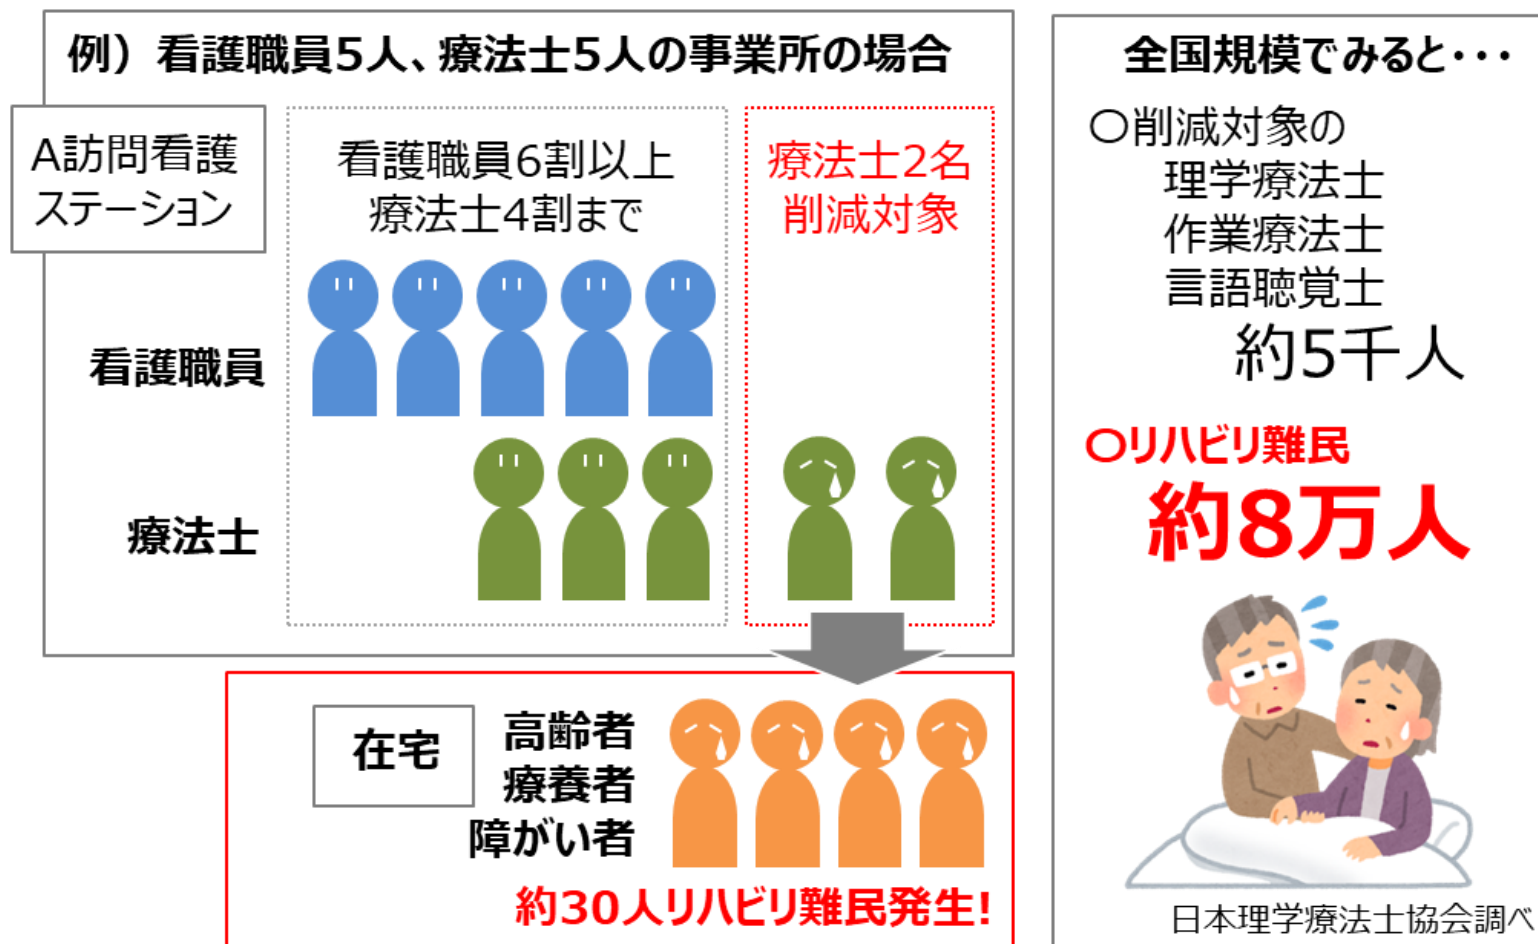 例）看護職員5人、療法士5人の事業所の場合
A訪問看護
ステーション
看護職員6割以上
療法士4割まで
療法士2名
削減対象
看護職員
療法士
在宅
高齢者
療養者
障がい者
約30人リハビリ難民発生!
全国規模でみると・・・
〇削減対象の
理学療法士
作業療法士
言語聴覚士
約5千人
〇リハビリ難民
約8万人
日本理学療法士協会調べ